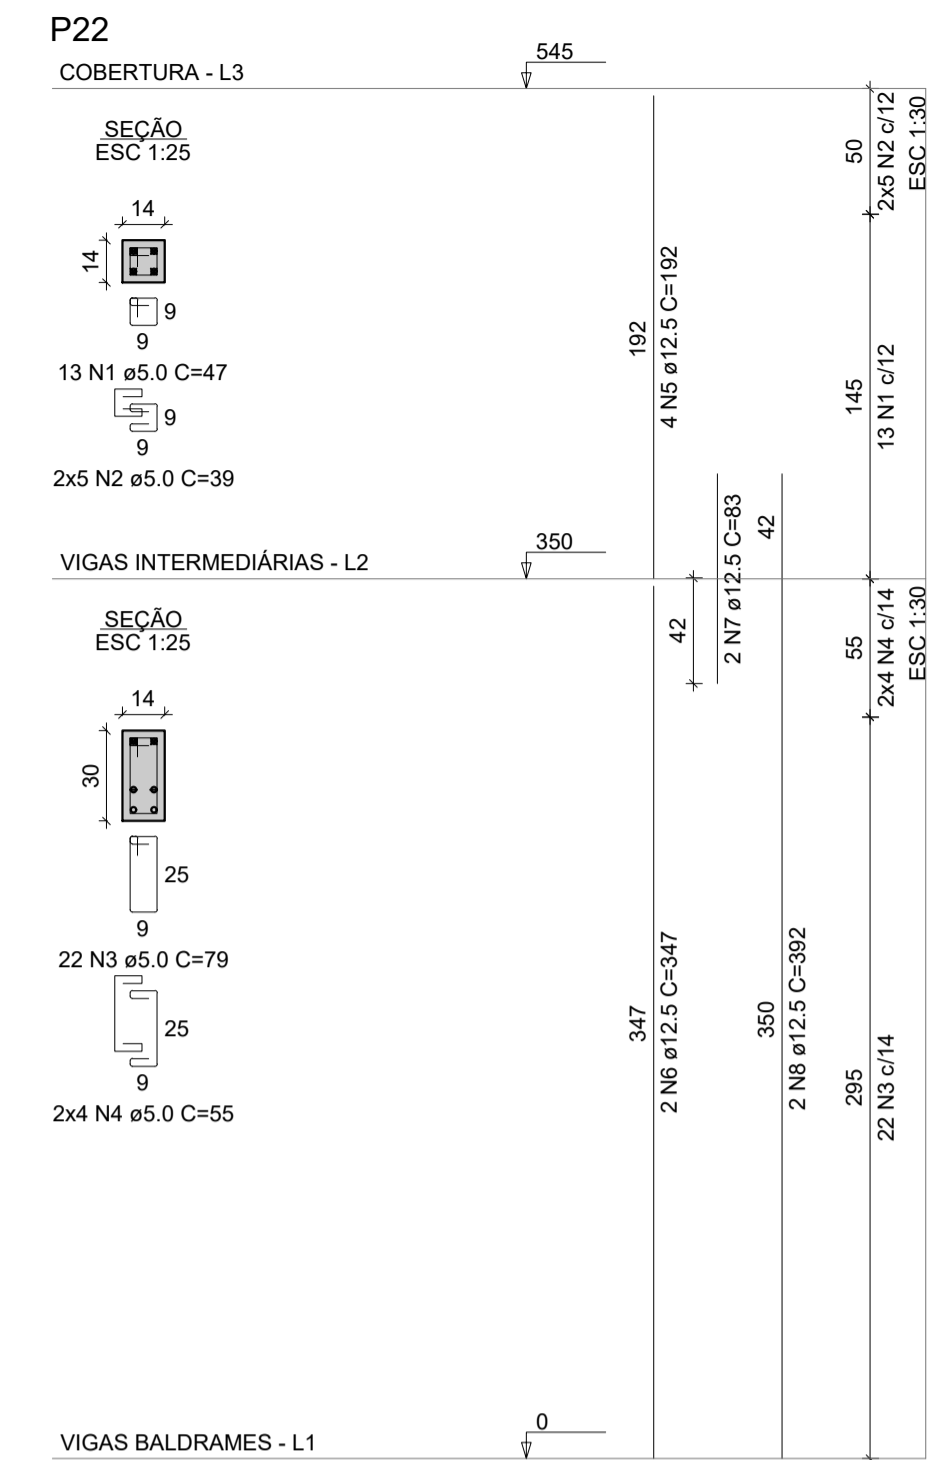 P22
COBERTURA - L3
545
SEÇÃO
ESC 1:25
14
14
9
9
13 N1 ø5.0 C=47
9
9
2x5 N2 ø5.0 C=39
192
4 N5 ø12.5 C=192
50
2x5 N2 c/12
ESC 1:30
145
13 N1 c/12
VIGAS INTERMEDIÁRIAS - L2
350
SEÇÃO
ESC 1:25
14
30
25
9
22 N3 ø5.0 C=79
25
9
2x4 N4 ø5.0 C=55
347
2 N6 ø12.5 C=347
42
2 N7 ø12.5 C=83
42
350
2 N8 ø12.5 C=392
55
2x4 N4 c/14
ESC 1:30
295
22 N3 c/14
VIGAS BALDRAMES - L1
0